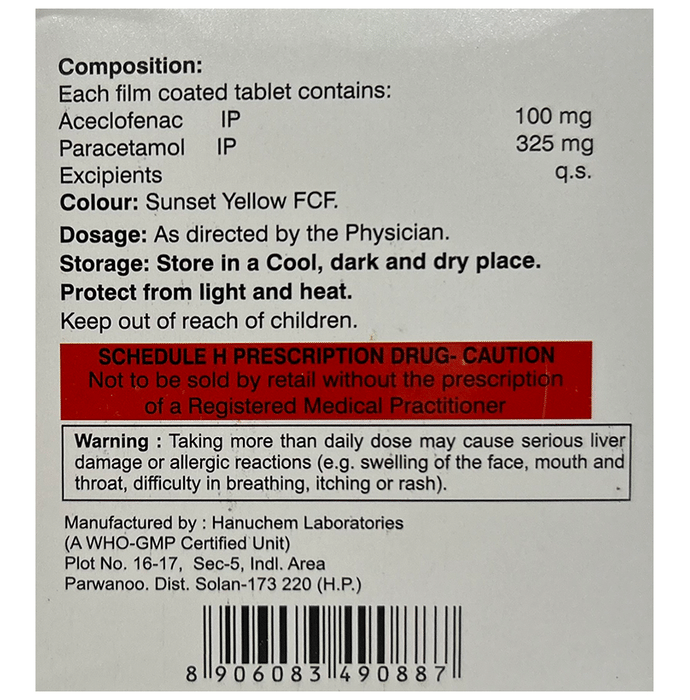 Composition:
Each film coated tablet contains:
Aceclofenac IP 100 mg
Paracetamol IP 325 mg
Excipients q.s.
Colour: Sunset Yellow FCF.
Dosage: As directed by the Physician.
Storage: Store in a Cool, dark and dry place.
Protect from light and heat.
Keep out of reach of children.
SCHEDULE H PRESCRIPTION DRUG- CAUTION
Not to be sold by retail without the prescription
of a Registered Medical Practitioner
Warning : Taking more than daily dose may cause serious liver
damage or allergic reactions (e.g. swelling of the face, mouth and
throat, difficulty in breathing, itching or rash).
Manufactured by : Hanuchem Laboratories
(A WHO-GMP Certified Unit)
Plot No. 16-17, Sec-5, Indl. Area
Parwanoo. Dist. Solan-173 220 (H.P.)
8 906083 490887